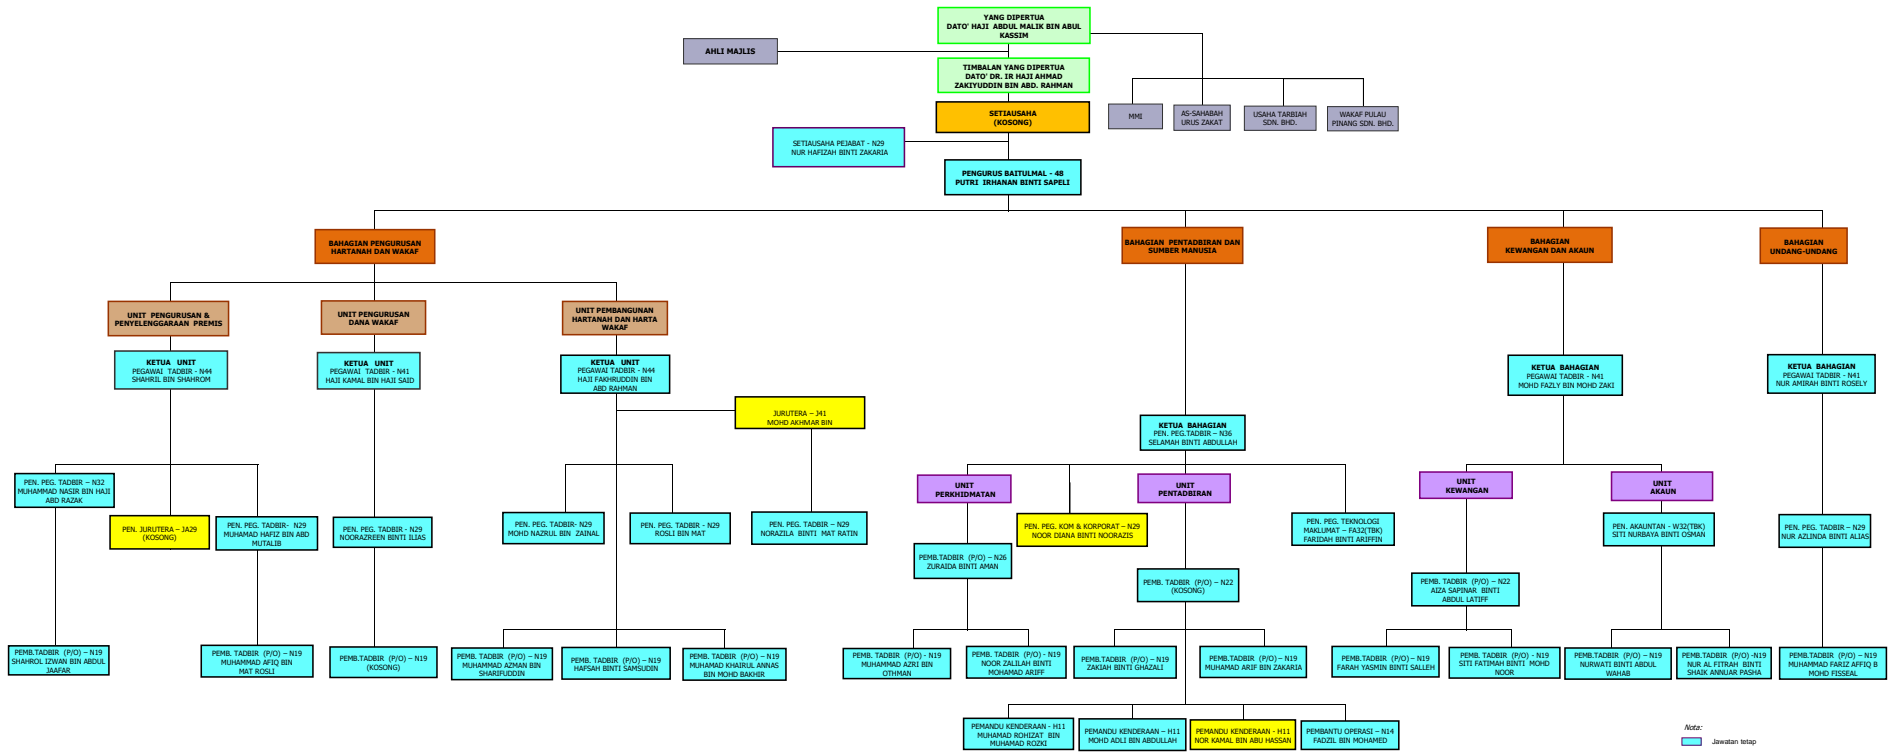 YANG DIPERTUA
DATO' HAJI ABDUL MALIK BIN ABUL
KASSIM
AHLI MAJLIS
TIMBALAN YANG DIPERTUA
DATO' DR. IR HAJI AHMAD
ZAKIYUDDIN BIN ABD. RAHMAN
SETIAUSAHA
(KOSONG)
MMI
AS-SAHABAH
URUS ZAKAT
USAHA TARBIAH
SDN. BHD.
WAKAF PULAU
PINANG SDN. BHD.
SETIAUSAHA PEJABAT - N29
NUR HAFIZAH BINTI ZAKARIA
PENGURUS BAITULMAL - 48
PUTRI IRHANAN BINTI SAPELI
BAHAGIAN PENGURUSAN
HARTANAH DAN WAKAF
BAHAGIAN PENTADBIRAN DAN
SUMBER MANUSIA
BAHAGIAN
KEWANGAN DAN AKAUN
BAHAGIAN
UNDANG-UNDANG
UNIT PENGURUSAN &
PENYELENGGARAAN PREMIS
UNIT PENGURUSAN
DANA WAKAF
UNIT PEMBANGUNAN
HARTANAH DAN HARTA
WAKAF
KETUA UNIT
PEGAWAI TADBIR - N44
SHAHRIL BIN SHAHROM
KETUA UNIT
PEGAWAI TADBIR - N41
HAJI KAMAL BIN HAJI SAID
KETUA UNIT
PEGAWAI TADBIR - N44
HAJI FAKHRUDDIN BIN
ABD RAHMAN
KETUA BAHAGIAN
PEGAWAI TADBIR - N41
MOHD FAZLY BIN MOHD ZAKI
KETUA BAHAGIAN
PEGAWAI TADBIR - N41
NUR AMIRAH BINTI ROSELY
JURUTERA – J41
MOHD AKHMAR BIN
KETUA BAHAGIAN
PEN. PEG.TADBIR – N36
SELAMAH BINTI ABDULLAH
PEN. PEG. TADBIR – N32
MUHAMMAD NASIR BIN HAJI
ABD RAZAK
PEN. JURUTERA – JA29
(KOSONG)
PEN. PEG. TADBIR- N29
MUHAMAD HAFIZ BIN ABD
MUTALIB
PEN. PEG. TADBIR - N29
NOORAZREEN BINTI ILIAS
PEN. PEG. TADBIR- N29
MOHD NAZRUL BIN ZAINAL
PEN. PEG. TADBIR - N29
ROSLI BIN MAT
PEN. PEG. TADBIR – N29
NORAZILA BINTI MAT RATIN
UNIT
PERKHIDMATAN
PEN. PEG. KOM & KORPORAT – N29
NOOR DIANA BINTI NOORAZIS
UNIT
PENTADBIRAN
PEN. PEG. TEKNOLOGI
MAKLUMAT – FA32(TBK)
FARIDAH BINTI ARIFFIN
UNIT
KEWANGAN
UNIT
AKAUN
PEN. AKAUNTAN - W32(TBK)
SITI NURBAYA BINTI OSMAN
PEN. PEG. TADBIR – N29
NUR AZLINDA BINTI ALIAS
PEMB.TADBIR (P/O) – N26
ZURAIDA BINTI AMAN
PEMB. TADBIR (P/O) – N22
(KOSONG)
PEMB. TADBIR (P/O) – N22
AIZA SAPINAR BINTI
ABDUL LATIFF
PEMB.TADBIR (P/O) – N19
SHAHROL IZWAN BIN ABDUL
JAAFAR
PEMB. TADBIR (P/O) – N19
MUHAMMAD AFIQ BIN
MAT ROSLI
PEMB.TADBIR (P/O) – N19
(KOSONG)
PEMB. TADBIR (P/O) – N19
MUHAMMAD AZMAN BIN
SHARIFUDDIN
PEMB. TADBIR (P/O) – N19
HAFSAH BINTI SAMSUDIN
PEMB. TADBIR (P/O) – N19
MUHAMAD KHAIRUL ANNAS
BIN MOHD BAKHIR
PEMB. TADBIR (P/O) - N19
MUHAMMAD AZRI BIN
OTHMAN
PEMB. TADBIR (P/O)- N19
NOOR ZALILAH BINTI
MOHAMAD ARIFF
PEMB.TADBIR (P/O) – N19
ZAKIAH BINTI GHAZALI
PEMB.TADBIR (P/O) – N19
MUHAMAD ARIF BIN ZAKARIA
PEMB.TADBIR (P/O) – N19
FARAH YASMIN BINTI SALLEH
PEMB. TADBIR (P/O) - N19
SITI FATIMAH BINTI MOHD
NOOR
PEMB.TADBIR (P/O) – N19
NURWATI BINTI ABDUL
WAHAB
PEMB.TADBIR (P/O) -N19
NUR AL FITRAH BINTI
SHAIK ANNUAR PASHA
PEMB.TADBIR (P/O) – N19
MUHAMMAD FARIZ AFFIQ B
MOHD FISSEAL
PEMANDU KENDERAAN - H11
MUHAMAD ROHIZAT BIN
MUHAMAD ROZKI
PEMANDU KENDERAAN – H11
MOHD ADLI BIN ABDULLAH
PEMANDU KENDERAAN - H11
NOR KAMAL BIN ABU HASSAN
PEMBANTU OPERASI – N14
FADZIL BIN MOHAMED
Nota:
Jawatan tetap